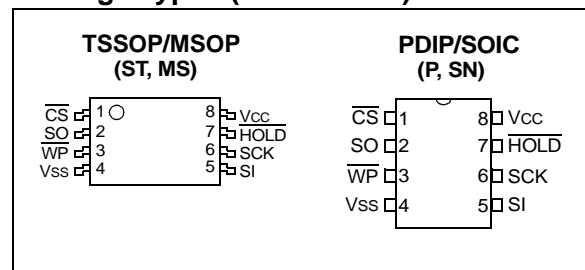 TSSOP/MSOP
(ST, MS)
CS 1 8 Vcc
SO 2 7 HOLD
WP 3 6 SCK
Vss 4 5 SI
PDIP/SOIC
(P, SN)
CS 1 8 Vcc
SO 2 7 HOLD
WP 3 6 SCK
Vss 4 5 SI